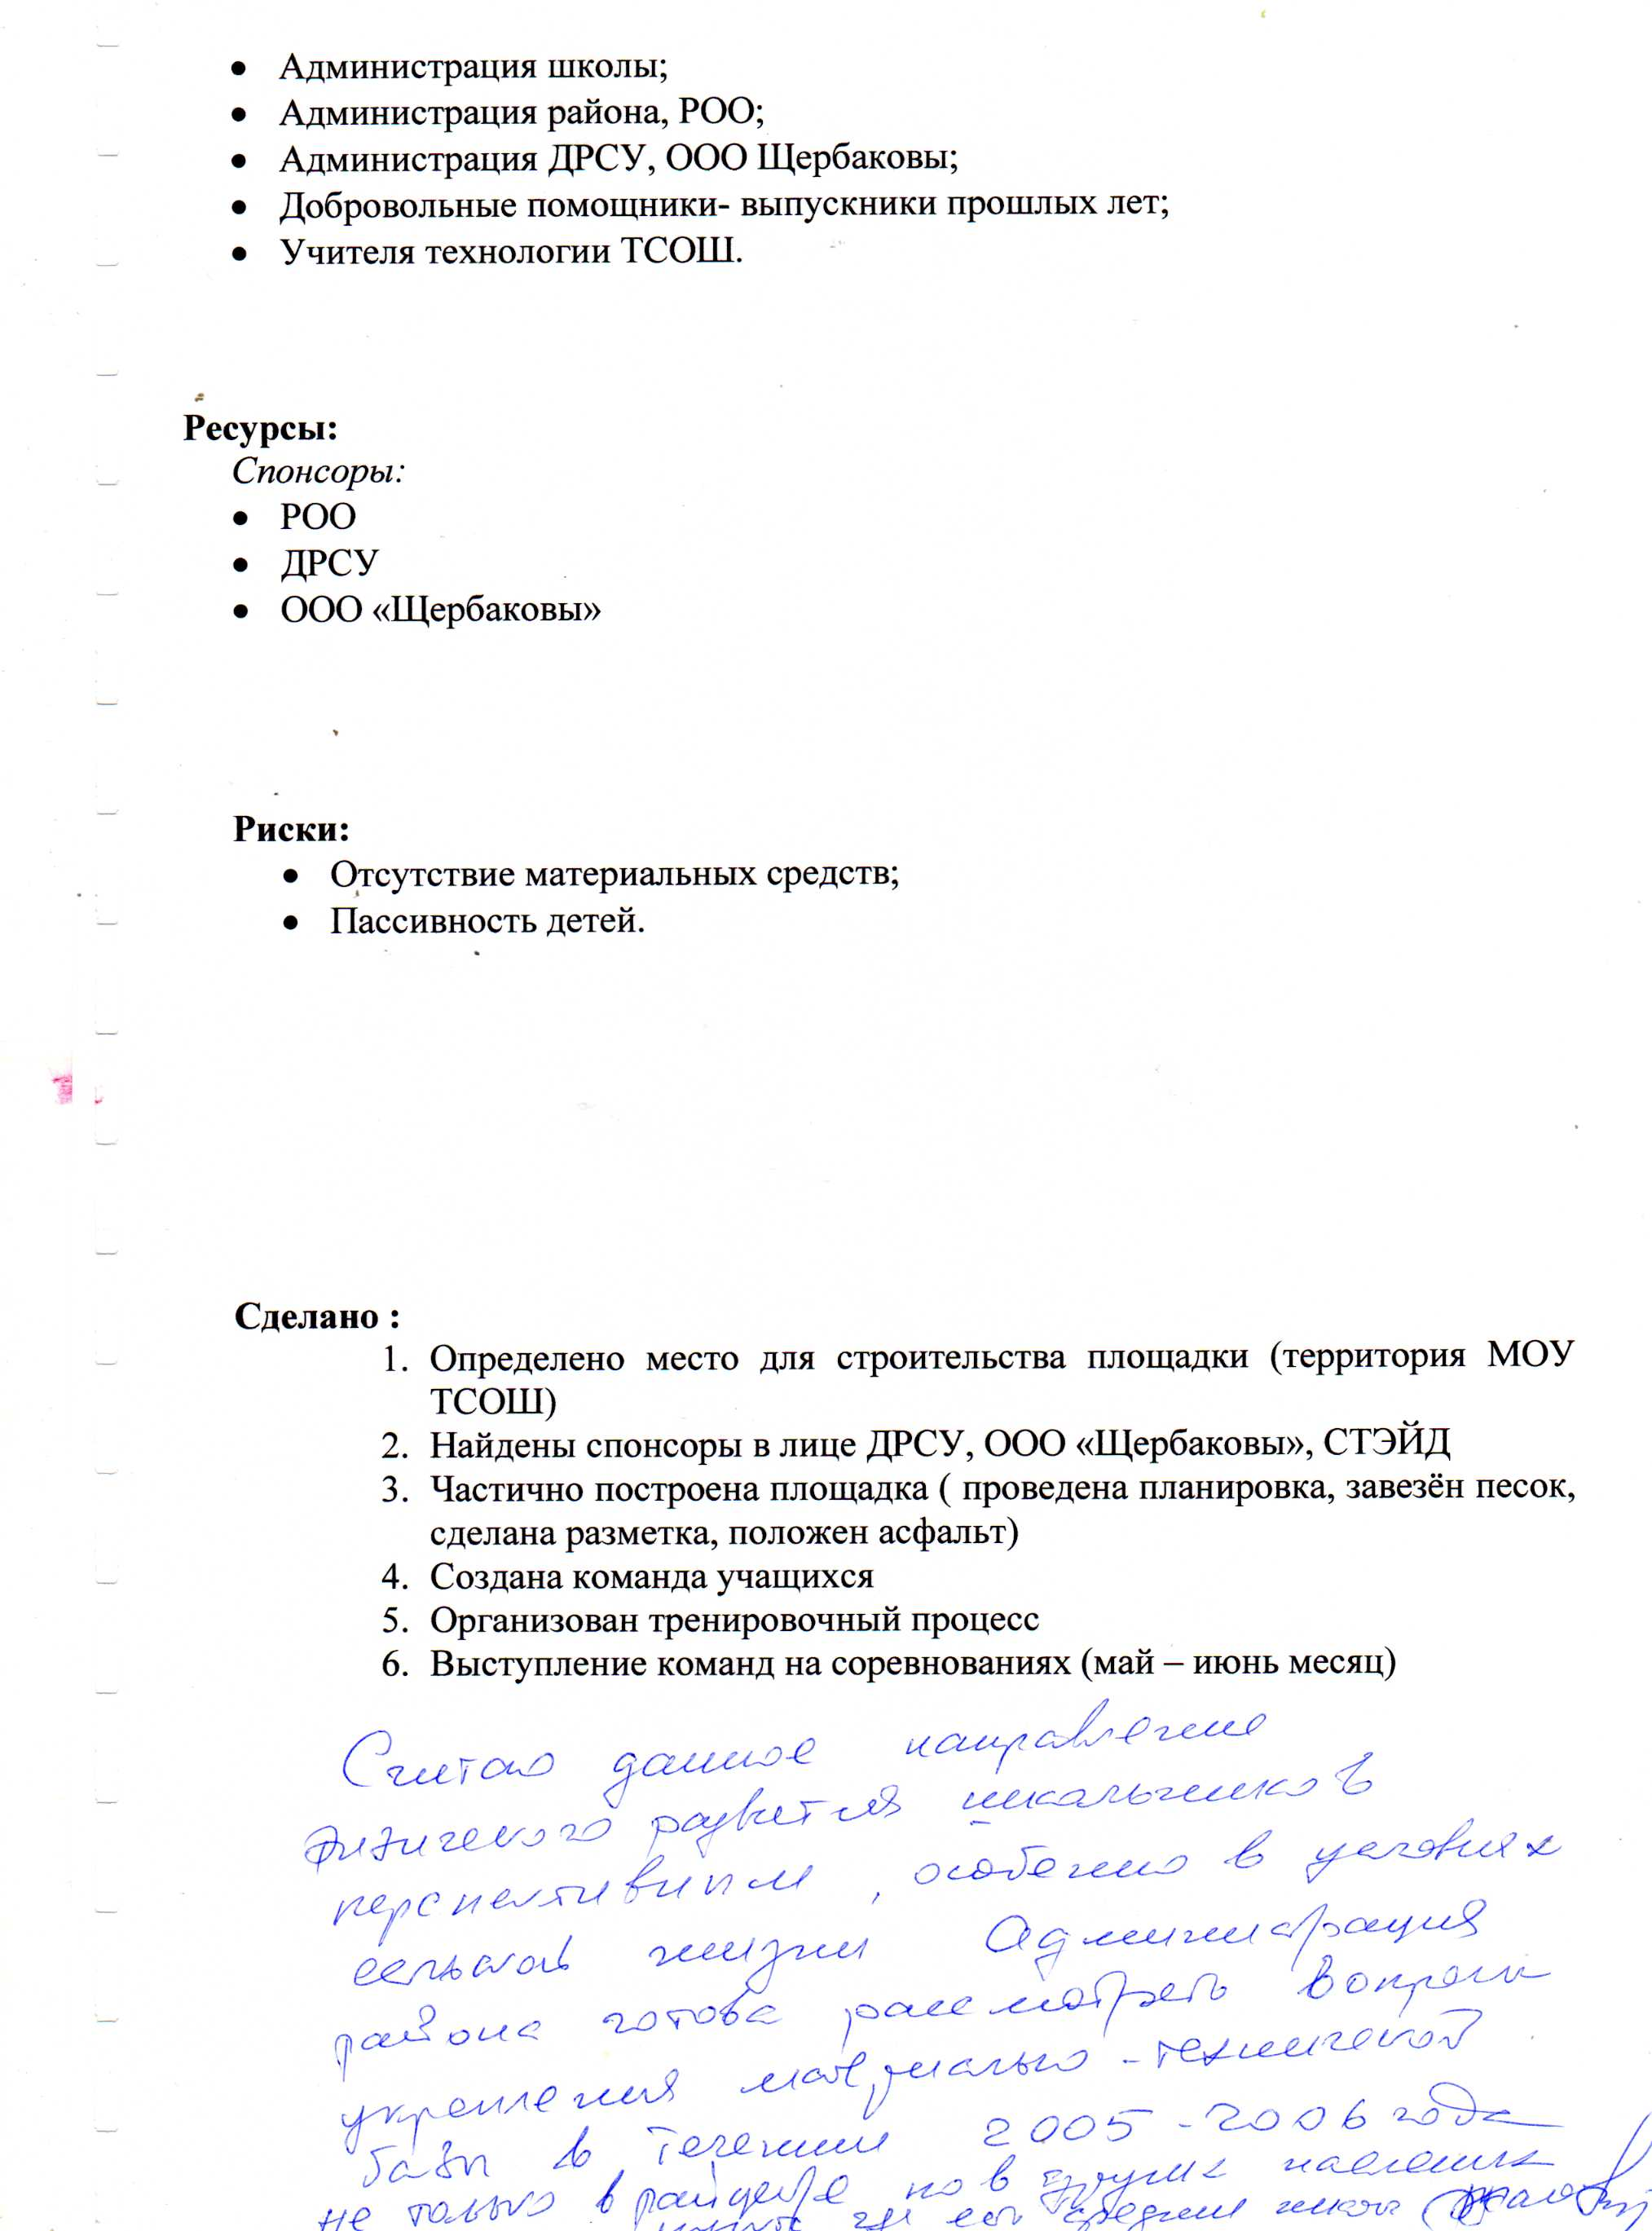 • Администрация школы;
• Администрация района, РОО;
• Администрация ДРСУ, ООО Щербаковы;
• Добровольные помощники- выпускники прошлых лет;
• Учителя технологии ТСОШ.
Ресурсы:
Спонсоры:
• РОО
• ДРСУ
• ООО «Щербаковы»
Риски:
• Отсутствие материальных средств;
• Пассивность детей.
Сделано :
1. Определено место для строительства площадки (территория МОУ
ТСОШ)
2. Найдены спонсоры в лице ДРСУ, ООО «Щербаковы», СТЭЙД
3. Частично построена площадка ( проведена планировка, завезён песок,
сделана разметка, положен асфальт)
4. Создана команда учащихся
5. Организован тренировочный процесс
6. Выступление команд на соревнованиях (май – июнь месяц)
Считаю данное направление
физического развития школьников
перспективным, особенно в условиях
сельской жизни Администрация
района готова рассмотреть вопросы
укрепления материально-технической
базы в течении 2005-2006 года
не только в райцентре но в других населенных
где есть средние школы